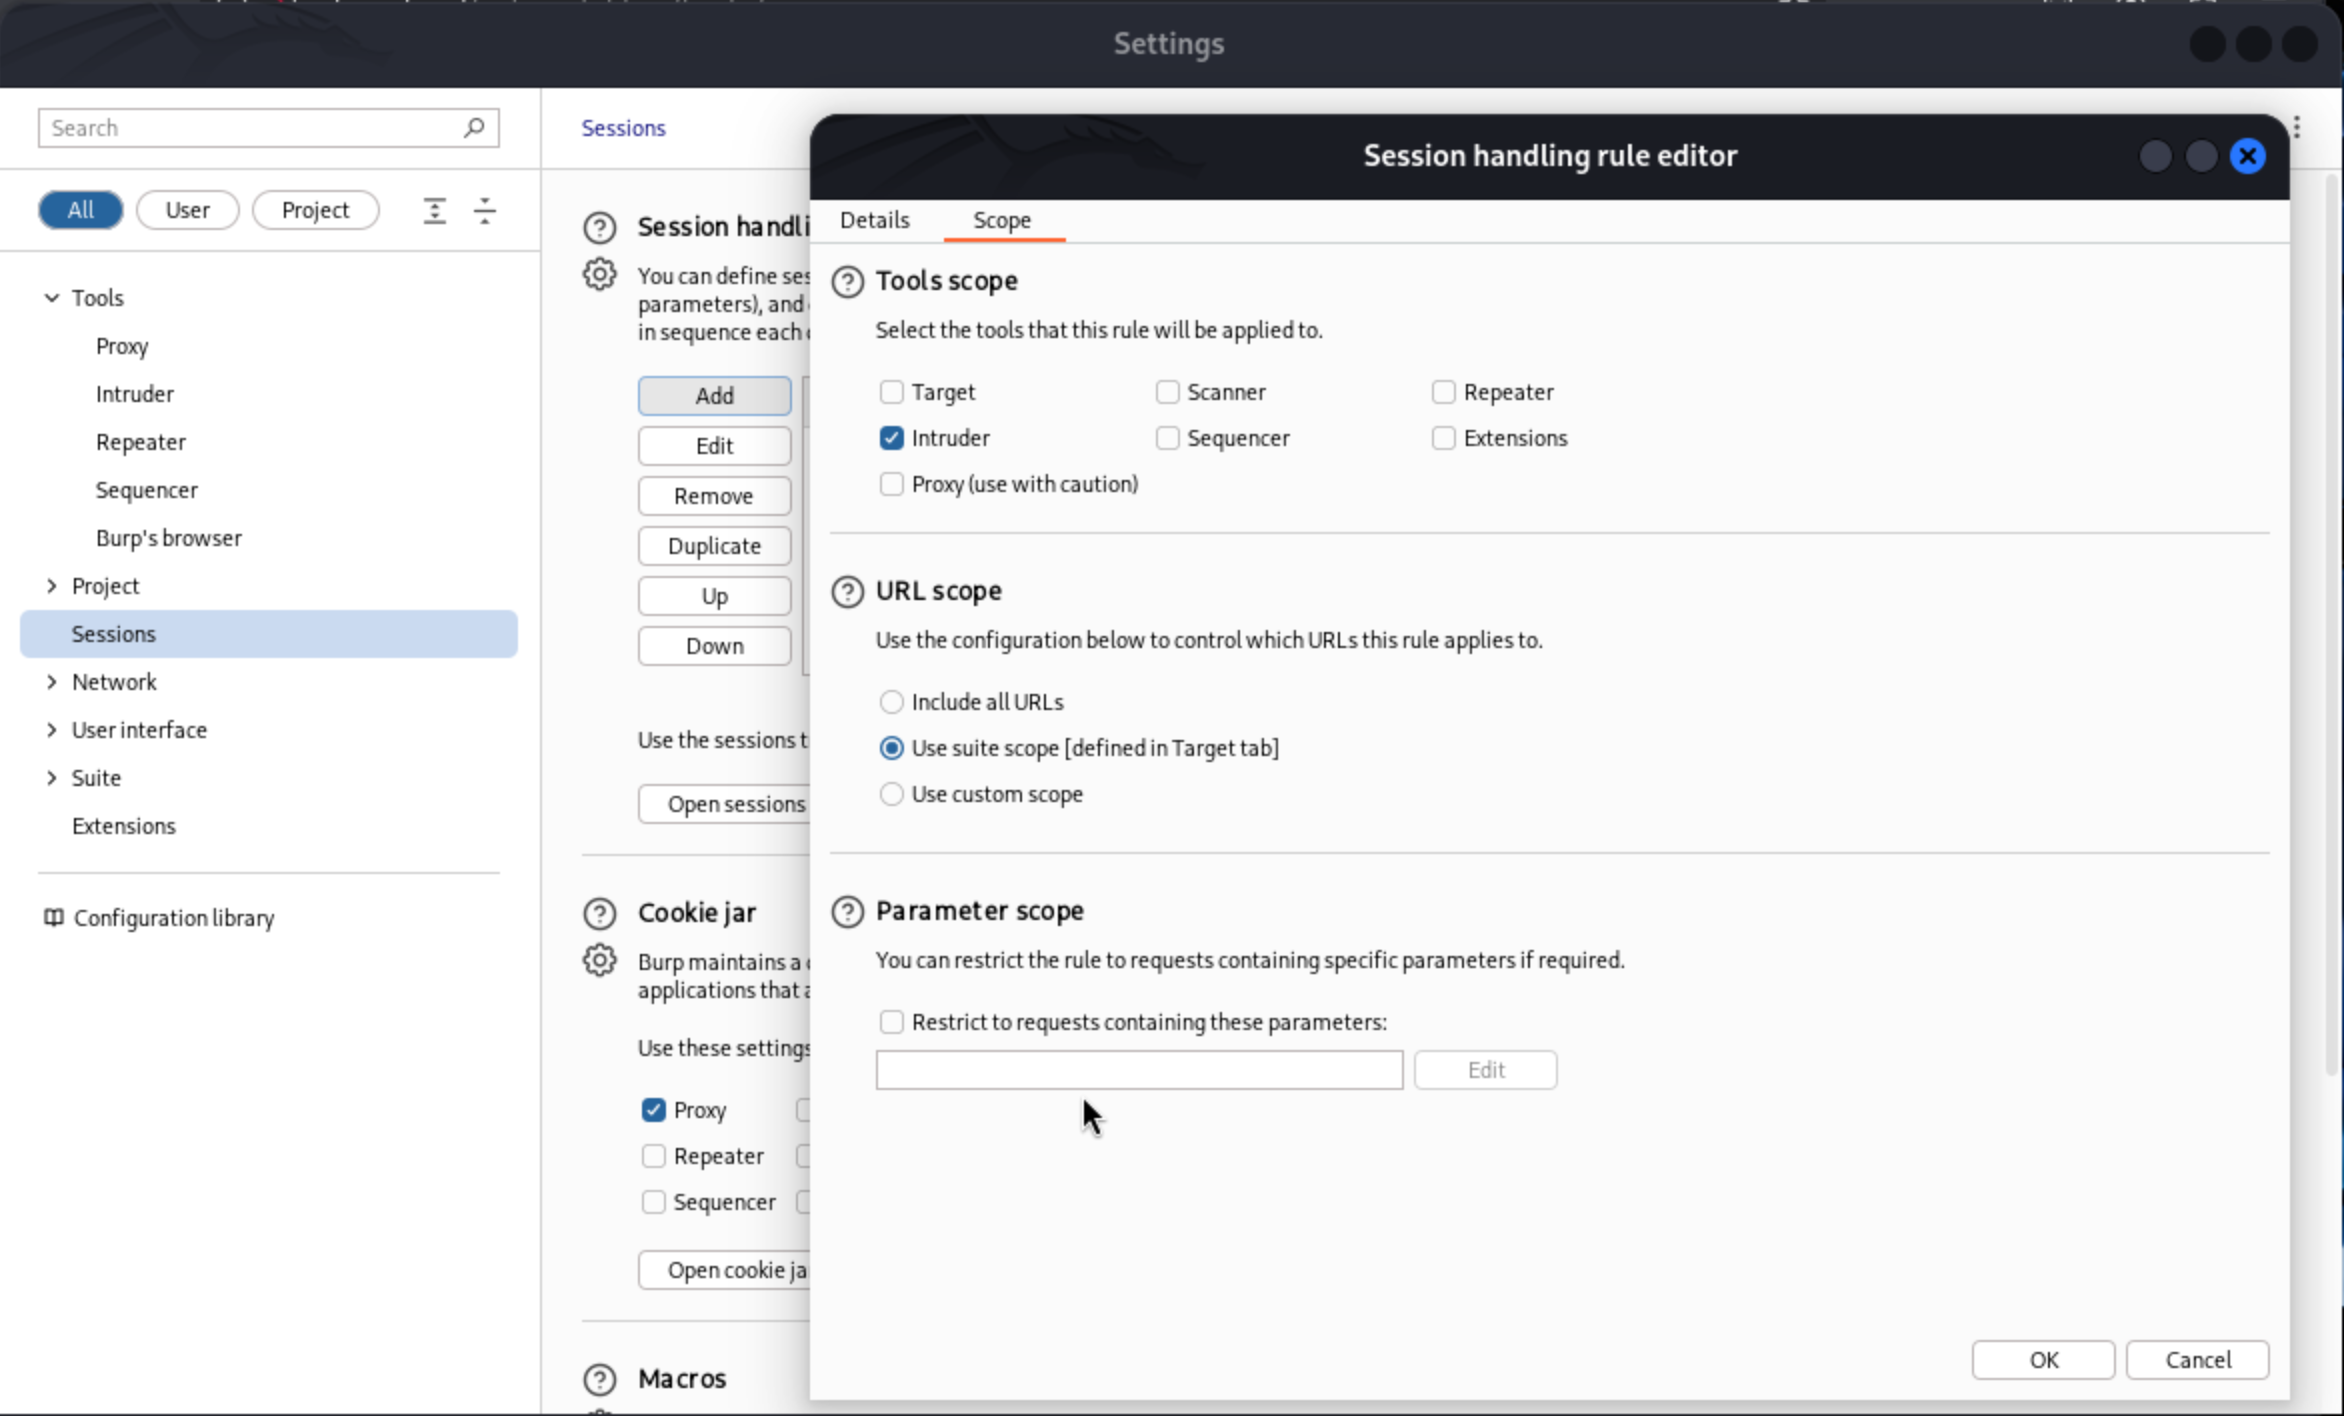 Settings
Search
All
User
Project
Tools
Proxy
Intruder
Repeater
Sequencer
Burp's browser
Project
Sessions
Network
User interface
Suite
Extensions
Configuration library
Sessions
Session handli
You can define ses
parameters), and
in sequence each
Add
Edit
Remove
Duplicate
Up
Down
Use the sessions t
Open sessions
Cookie jar
Burp maintains a
applications that a
Use these settings
Proxy
Repeater
Sequencer
Open cookie ja
Macros
Session handling rule editor
Details
Scope
Tools scope
Select the tools that this rule will be applied to.
Target
Scanner
Repeater
Intruder
Sequencer
Extensions
Proxy (use with caution)
URL scope
Use the configuration below to control which URLs this rule applies to.
Include all URLs
Use suite scope [defined in Target tab]
Use custom scope
Parameter scope
You can restrict the rule to requests containing specific parameters if required.
Restrict to requests containing these parameters:
Edit
OK
Cancel